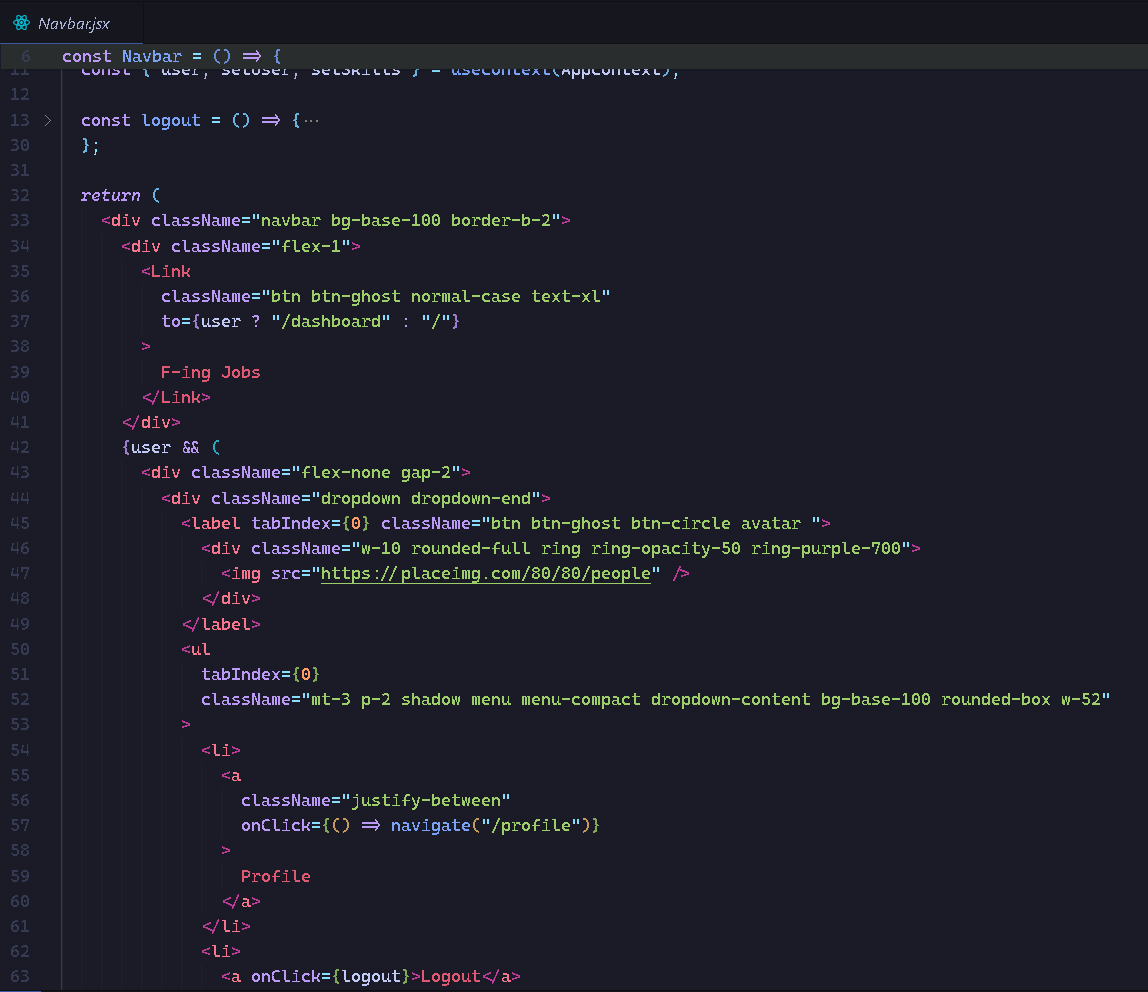 Navbar.jsx
6 const Navbar = () => {
11 const { user, setUser, setSkills } = useContext(AppContext);
12
13 const logout = () => {···
30 };
31
32 return (
33 <div className="navbar bg-base-100 border-b-2">
34 <div className="flex-1">
35 <Link
36 className="btn btn-ghost normal-case text-xl"
37 to={user ? "/dashboard" : "/"}
38 >
39 F-ing Jobs
40 </Link>
41 </div>
42 {user && (
43 <div className="flex-none gap-2">
44 <div className="dropdown dropdown-end">
45 <label tabIndex={0} className="btn btn-ghost btn-circle avatar ">
46 <div className="w-10 rounded-full ring ring-opacity-50 ring-purple-700">
47 <img src="https://placeimg.com/80/80/people" />
48 </div>
49 </label>
50 <ul
51 tabIndex={0}
52 className="mt-3 p-2 shadow menu menu-compact dropdown-content bg-base-100 rounded-box w-52"
53 >
54 <li>
55 <a
56 className="justify-between"
57 onClick={() => navigate("/profile")}
58 >
59 Profile
60 </a>
61 </li>
62 <li>
63 <a onClick={logout}>Logout</a>